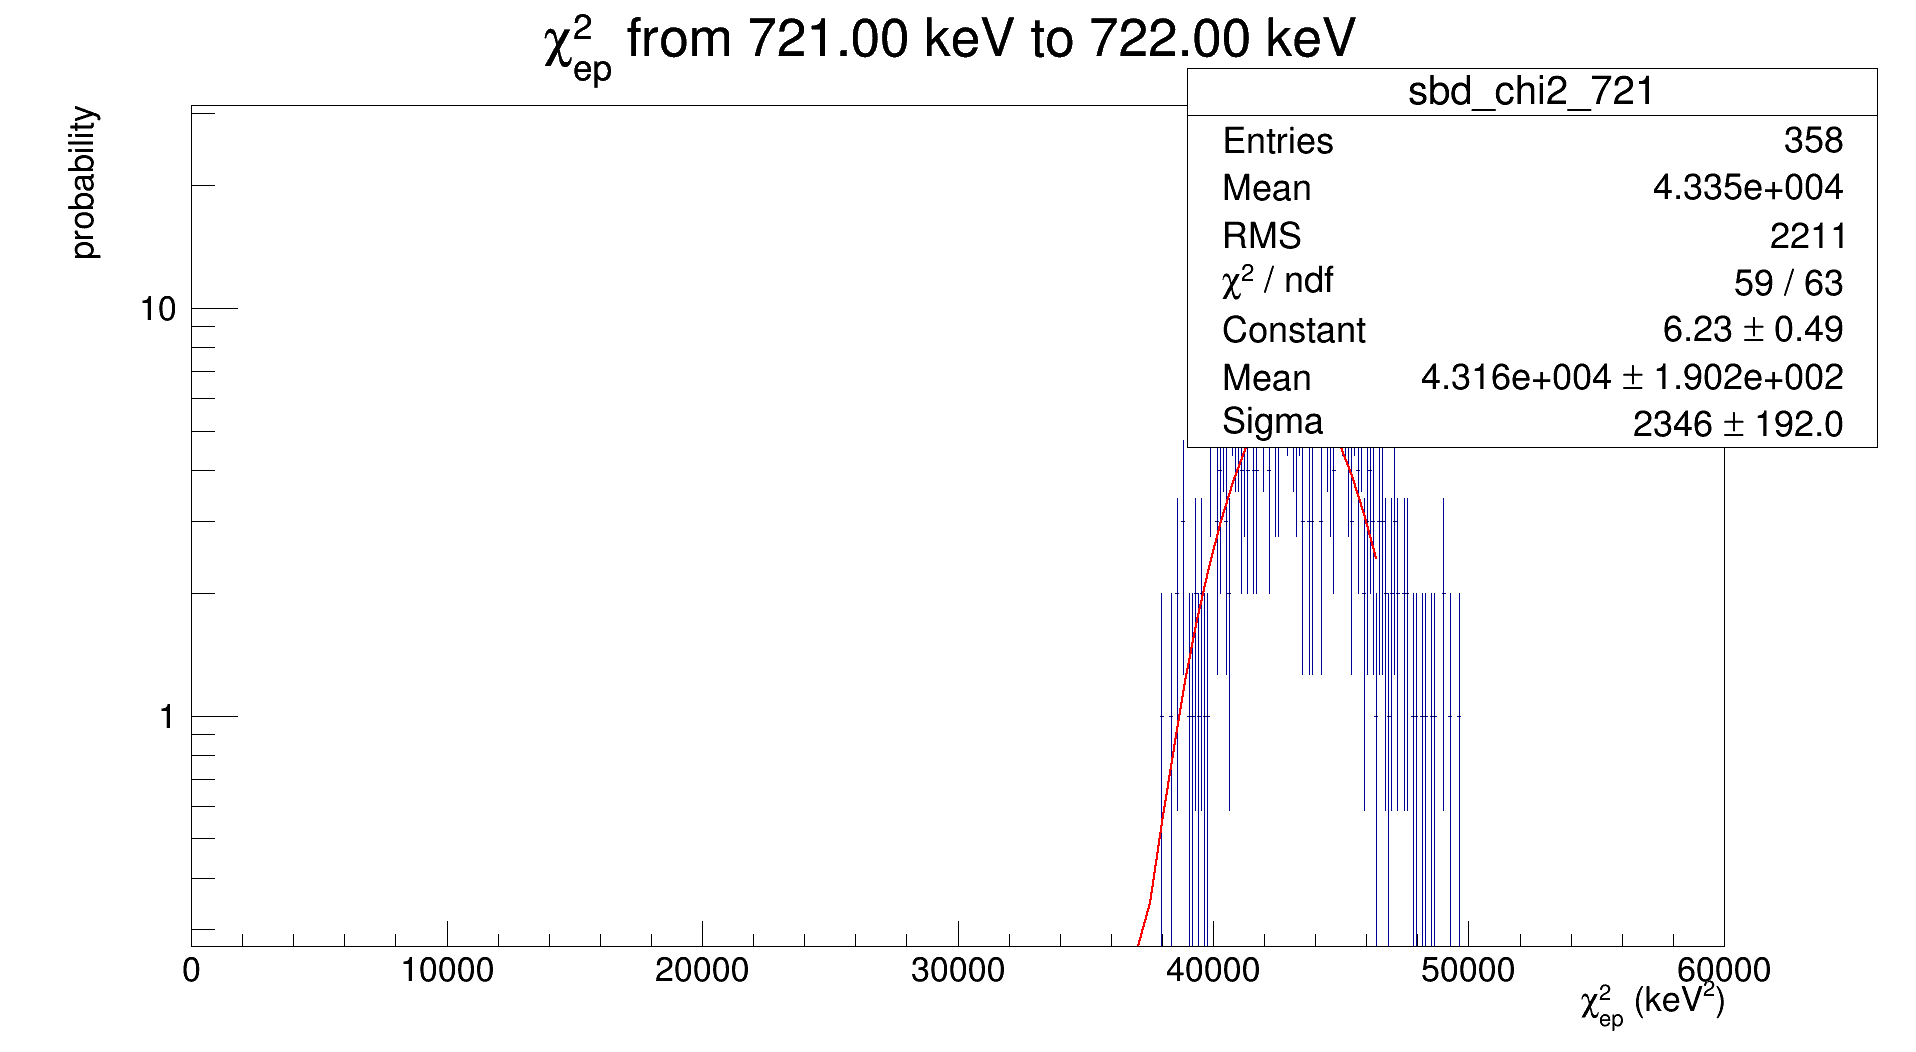 χ²ep from 721.00 keV to 722.00 keV
probability
sbd_chi2_721
Entries 358
Mean 4.335e+004
RMS 2211
χ² / ndf 59 / 63
Constant 6.23 ± 0.49
Mean 4.316e+004 ± 1.902e+002
Sigma 2346 ± 192.0
10
1
0 10000 20000 30000 40000 50000 60000
χ²ep (keV²)